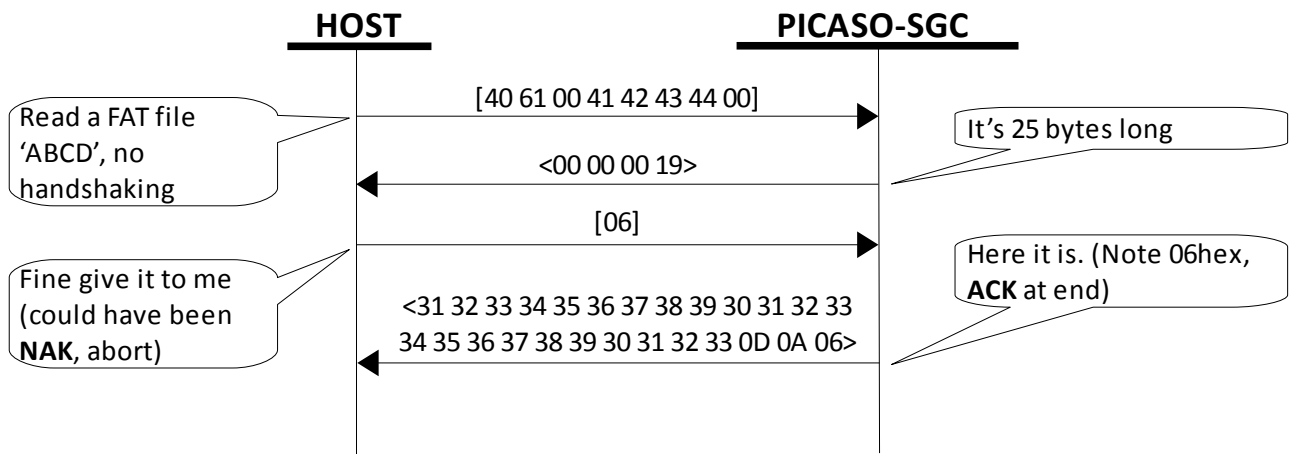 HOST
PICASO-SGC
[40 61 00 41 42 43 44 00]
Read a FAT file
‘ABCD’, no
handshaking
It’s 25 bytes long
<00 00 00 19>
[06]
Fine give it to me
(could have been
NAK, abort)
Here it is. (Note 06hex,
ACK at end)
<31 32 33 34 35 36 37 38 39 30 31 32 33
34 35 36 37 38 39 30 31 32 33 0D 0A 06>